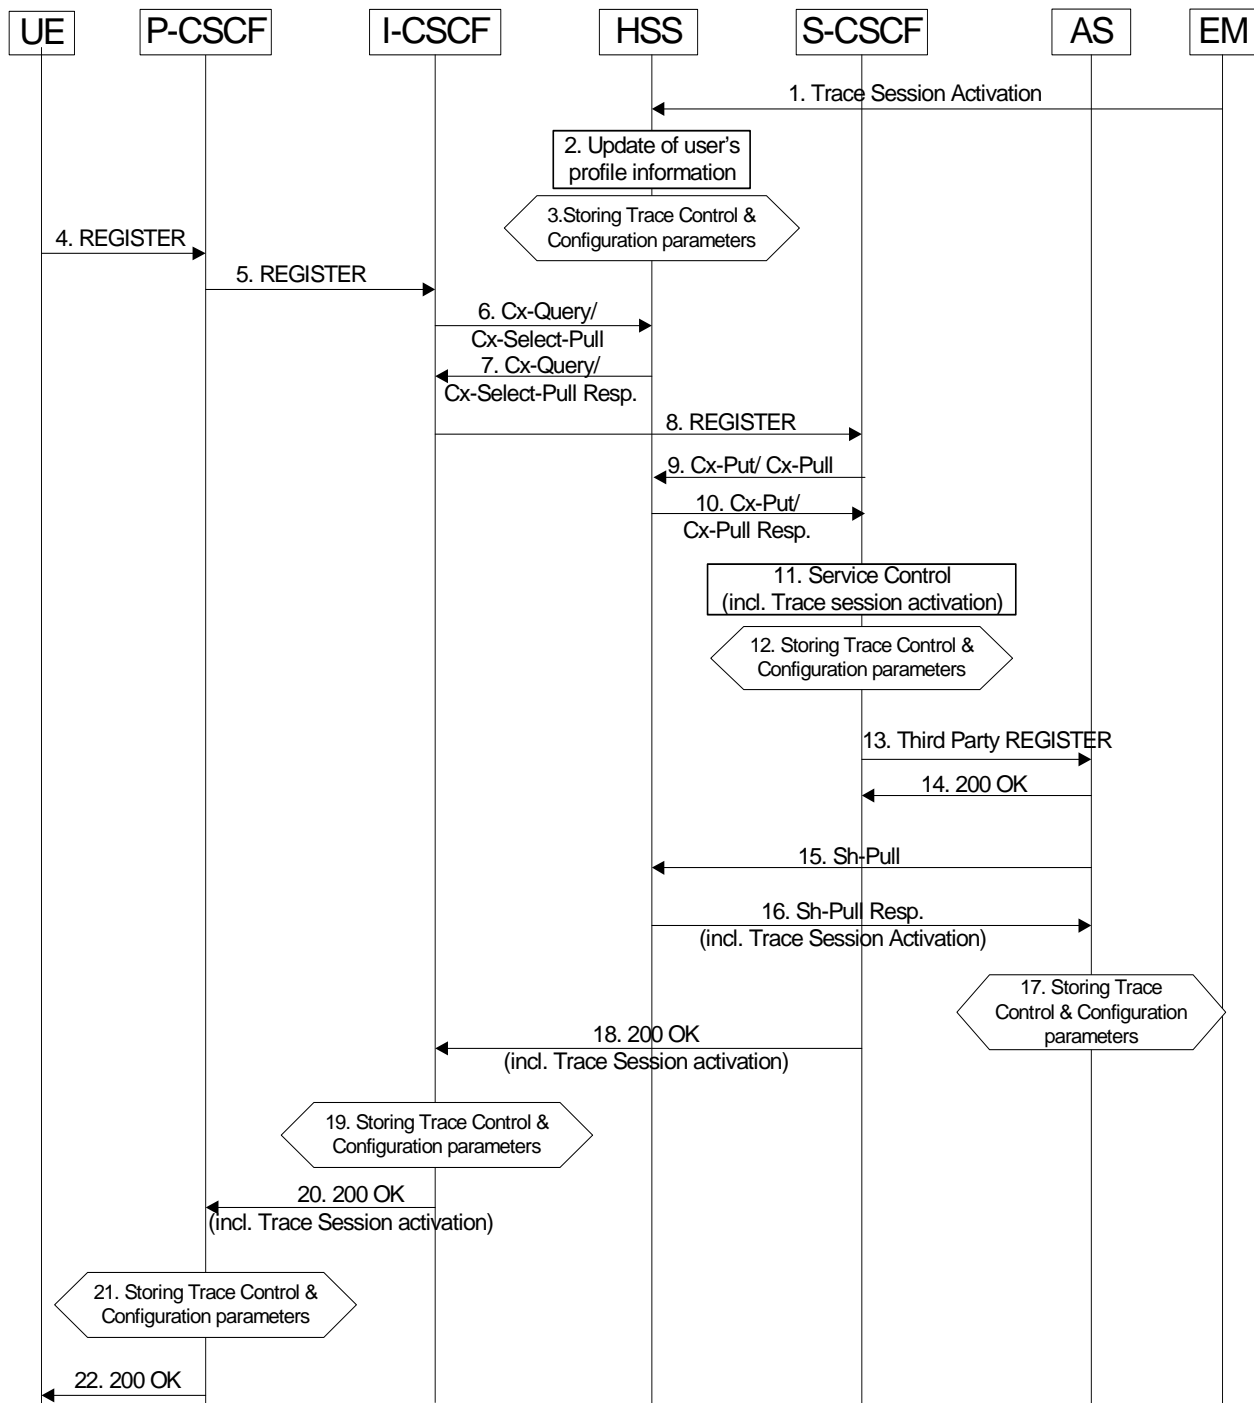 UE
P-CSCF
I-CSCF
HSS
S-CSCF
AS
EM
1. Trace Session Activation
2. Update of user's
profile information
3.Storing Trace Control &
Configuration parameters
4. REGISTER
5. REGISTER
6. Cx-Query/
Cx-Select-Pull
7. Cx-Query/
Cx-Select-Pull Resp.
8. REGISTER
9. Cx-Put/ Cx-Pull
10. Cx-Put/
Cx-Pull Resp.
11. Service Control
(incl. Trace session activation)
12. Storing Trace Control &
Configuration parameters
13. Third Party REGISTER
14. 200 OK
15. Sh-Pull
16. Sh-Pull Resp.
(incl. Trace Session Activation)
17. Storing Trace
Control & Configuration
parameters
18. 200 OK
(incl. Trace Session activation)
19. Storing Trace Control &
Configuration parameters
20. 200 OK
(incl. Trace Session activation)
21. Storing Trace Control &
Configuration parameters
22. 200 OK